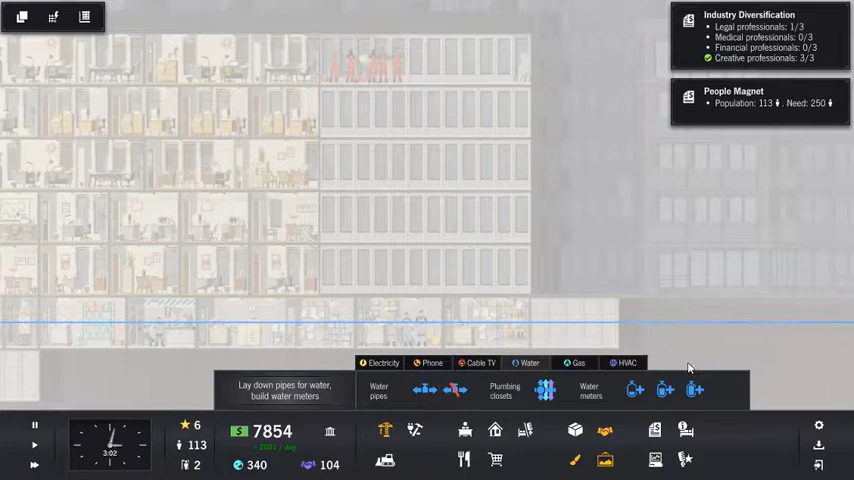 Industry Diversification
• Legal professionals: 1/3
• Medical professionals: 0/3
• Financial professionals: 0/3
Creative professionals: 3/3
People Magnet
• Population: 113 . Need: 250
Electricity Phone Cable TV Water Gas HVAC
Lay down pipes for water,
build water meters
Water
pipes
Plumbing
closets
Water
meters
3:02
6
113
2
$ 7854
340
104